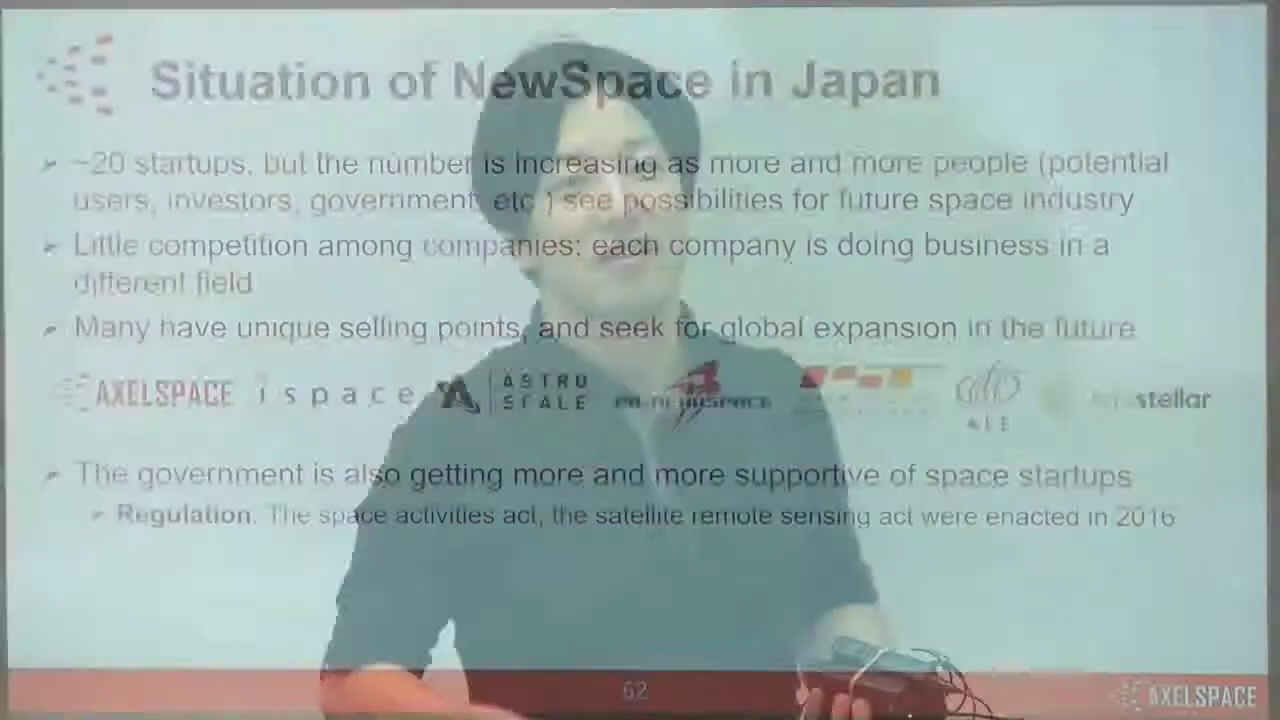 Situation of NewSpace in Japan
~20 startups, but the number is increasing as more and more people (potential
users, investors, government, etc.) see possibilities for future space industry
Little competition among companies: each company is doing business in a
different field
Many have unique selling points, and seek for global expansion in the future
AXELSPACE ispace ASTRO SCALE PD AEROSPACE ALE stellar
The government is also getting more and more supportive of space startups
Regulation: The space activities act, the satellite remote sensing act were enacted in 2016
62
AXELSPACE